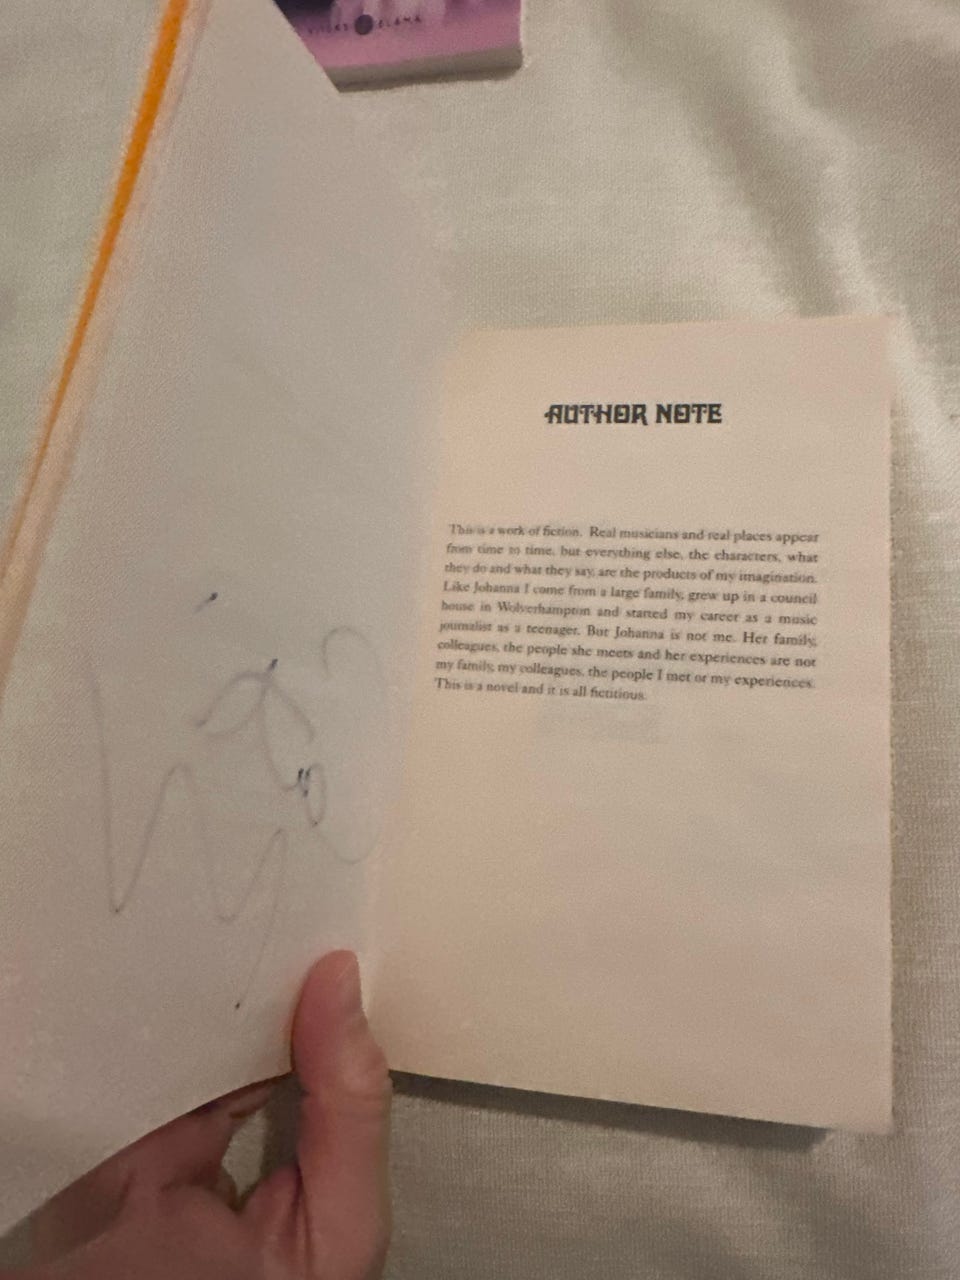 AUTHOR NOTE
This is a work of fiction. Real musicians and real places appear
from time to time, but everything else, the characters, what
they do and what they say, are the products of my imagination.
Like Johanna I come from a large family, grew up in a council
house in Wolverhampton and started my career as a music
journalist as a teenager. But Johanna is not me. Her family,
colleagues, the people she meets and her experiences are not
my family, my colleagues, the people I met or my experiences.
This is a novel and it is all fictitious.